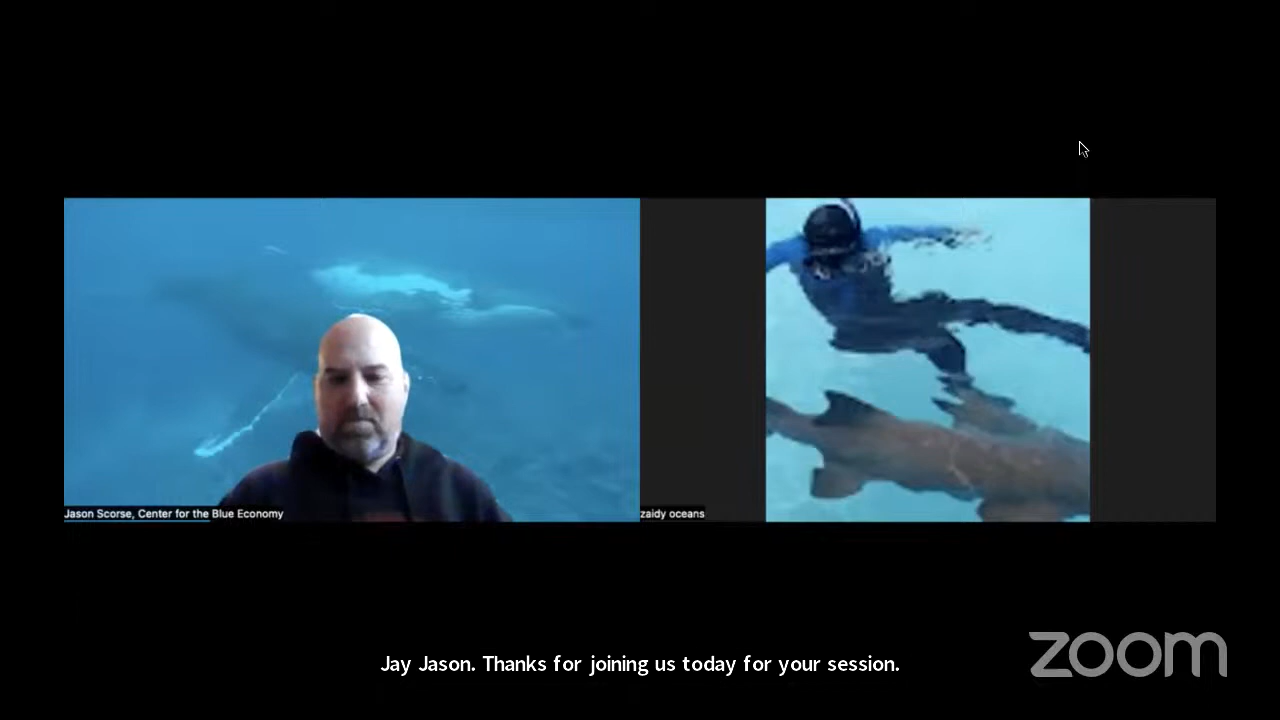 Jason Scorse, Center for the Blue Economy
zaidy oceans
Jay Jason. Thanks for joining us today for your session.
zoom